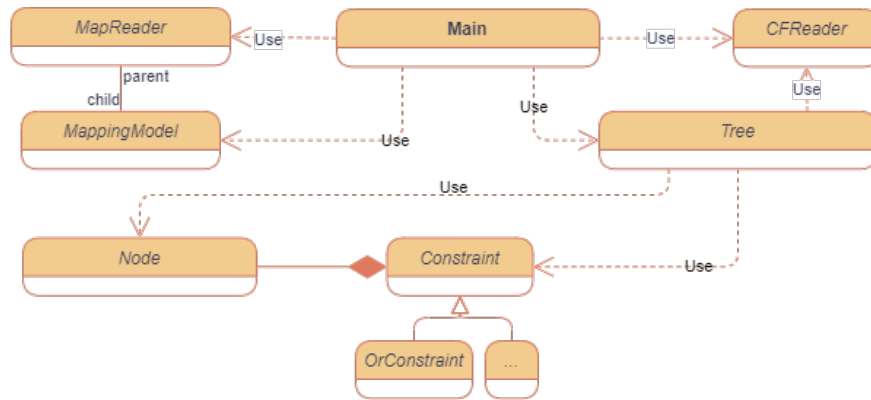 MapReader
Use
Main
Use
CFReader
parent
child
Use
Use
MappingModel
Use
Tree
Use
Node
Constraint
Use
OrConstraint
...